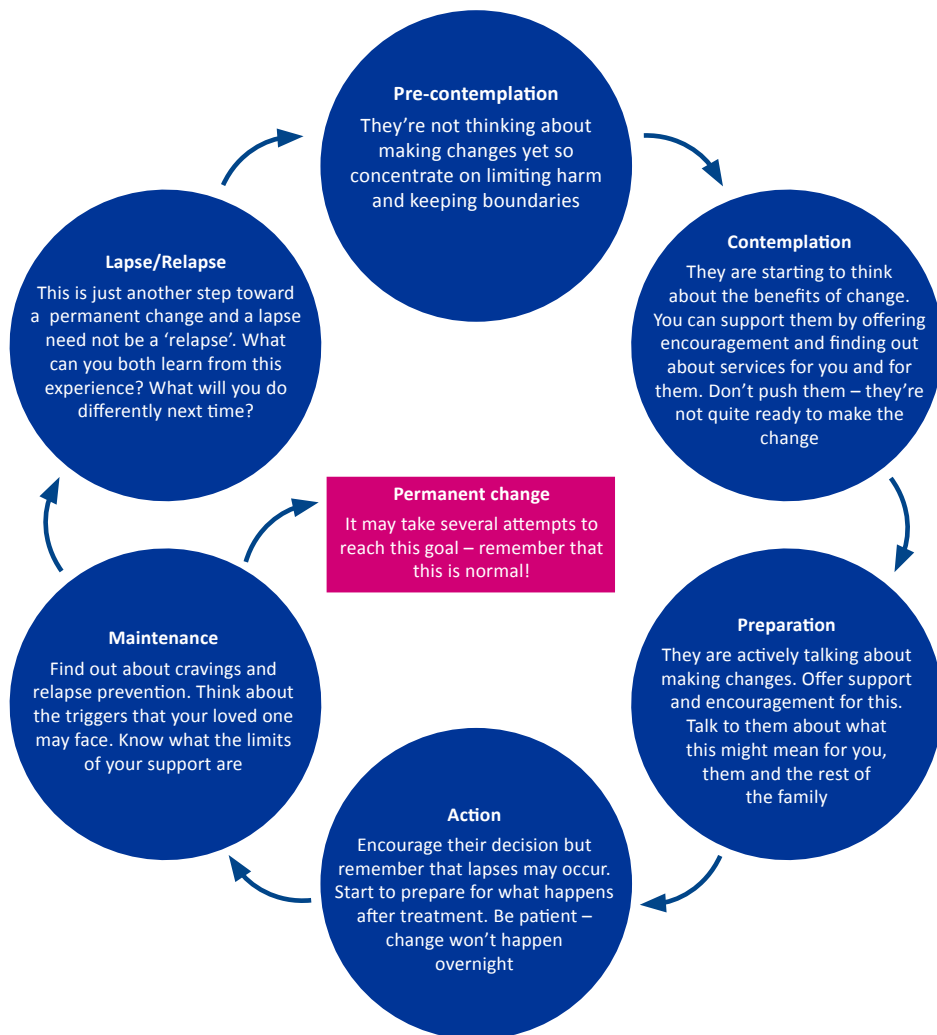 Pre-contemplation
They’re not thinking about
making changes yet so
concentrate on limiting harm
and keeping boundaries
Contemplation
They are starting to think
about the benefits of change.
You can support them by offering
encouragement and finding out
about services for you and for
them. Don’t push them – they’re
not quite ready to make the
change
Preparation
They are actively talking about
making changes. Offer support
and encouragement for this.
Talk to them about what
this might mean for you,
them and the rest of
the family
Action
Encourage their decision but
remember that lapses may occur.
Start to prepare for what happens
after treatment. Be patient –
change won’t happen
overnight
Maintenance
Find out about cravings and
relapse prevention. Think about
the triggers that your loved one
may face. Know what the limits
of your support are
Lapse/Relapse
This is just another step toward
a permanent change and a lapse
need not be a ‘relapse’. What
can you both learn from this
experience? What will you do
differently next time?
Permanent change
It may take several attempts to
reach this goal – remember that
this is normal!